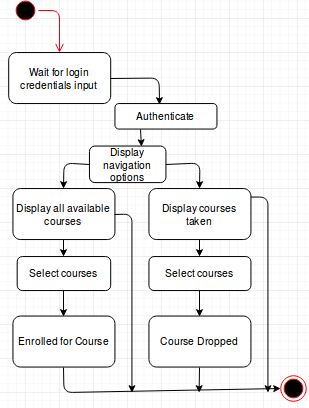 Wait for login
credentials input
Authenticate
Display
navigation
options
Display all available
courses
Display courses
taken
Select courses
Select courses
Enrolled for Course
Course Dropped